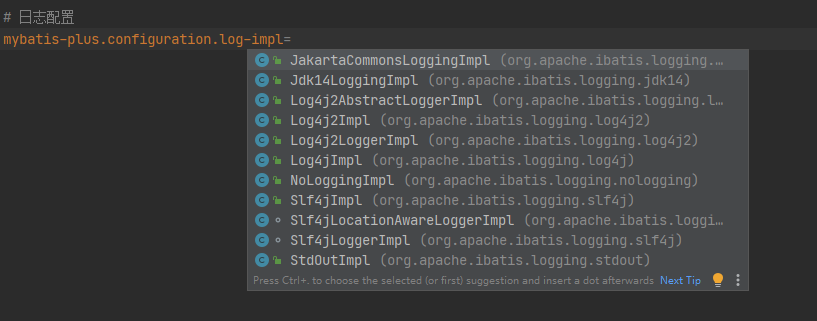 # 日志配置
mybatis-plus.configuration.log-impl=
JakartaCommonsLoggingImpl (org.apache.ibatis.logging.…
Jdk14LoggingImpl (org.apache.ibatis.logging.jdk14)
Log4j2AbstractLoggerImpl (org.apache.ibatis.logging.l…
Log4j2Impl (org.apache.ibatis.logging.log4j2)
Log4j2LoggerImpl (org.apache.ibatis.logging.log4j2)
Log4jImpl (org.apache.ibatis.logging.log4j)
NoLoggingImpl (org.apache.ibatis.logging.nologging)
Slf4jImpl (org.apache.ibatis.logging.slf4j)
Slf4jLocationAwareLoggerImpl (org.apache.ibatis.loggi…
Slf4jLoggerImpl (org.apache.ibatis.logging.slf4j)
StdOutImpl (org.apache.ibatis.logging.stdout)
Press Ctrl+. to choose the selected (or first) suggestion and insert a dot afterwards Next Tip